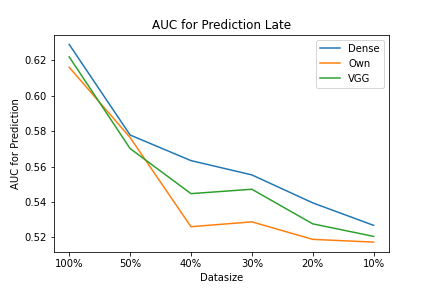 AUC for Prediction Late
Dense
Own
VGG
AUC for Prediction
0.62
0.60
0.58
0.56
0.54
0.52
100% 50% 40% 30% 20% 10%
Datasize